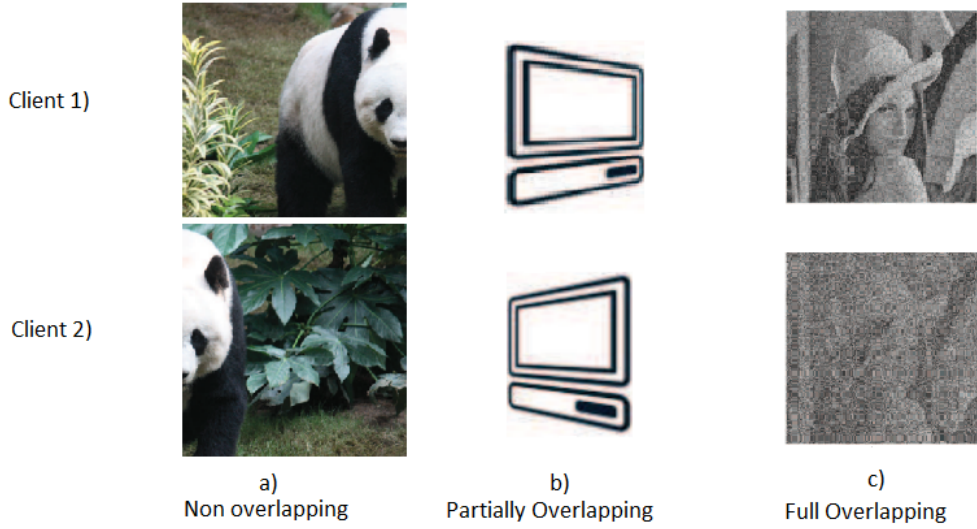 Client 1)
Client 2)
a)
Non overlapping
b)
Partially Overlapping
c)
Full Overlapping